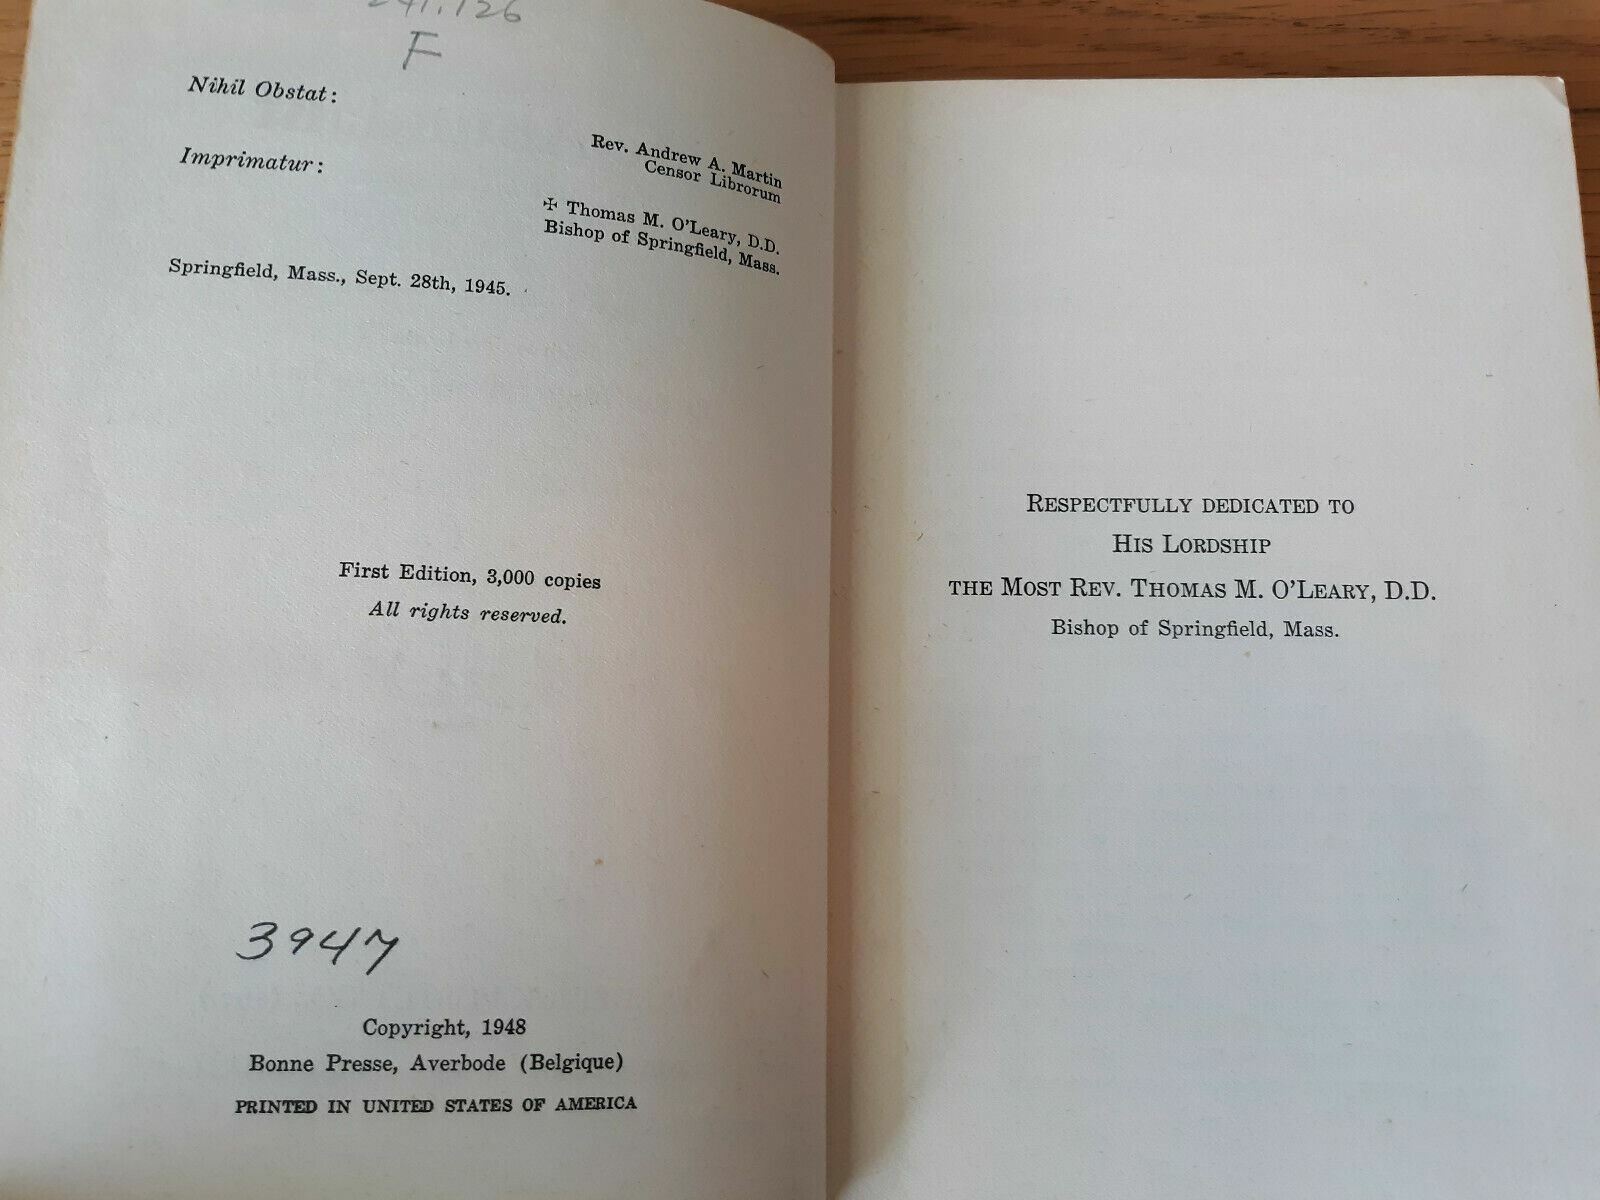 241.126
F
Nihil Obstat:
Rev. Andrew A. Martin
Censor Librorum
Imprimatur:
✠ Thomas M. O'Leary, D.D.
Bishop of Springfield, Mass.
Springfield, Mass., Sept. 28th, 1945.
First Edition, 3,000 copies
All rights reserved.
3947
Copyright, 1948
Bonne Presse, Averbode (Belgique)
PRINTED IN UNITED STATES OF AMERICA
RESPECTFULLY DEDICATED TO
HIS LORDSHIP
THE MOST REV. THOMAS M. O'LEARY, D.D.
Bishop of Springfield, Mass.